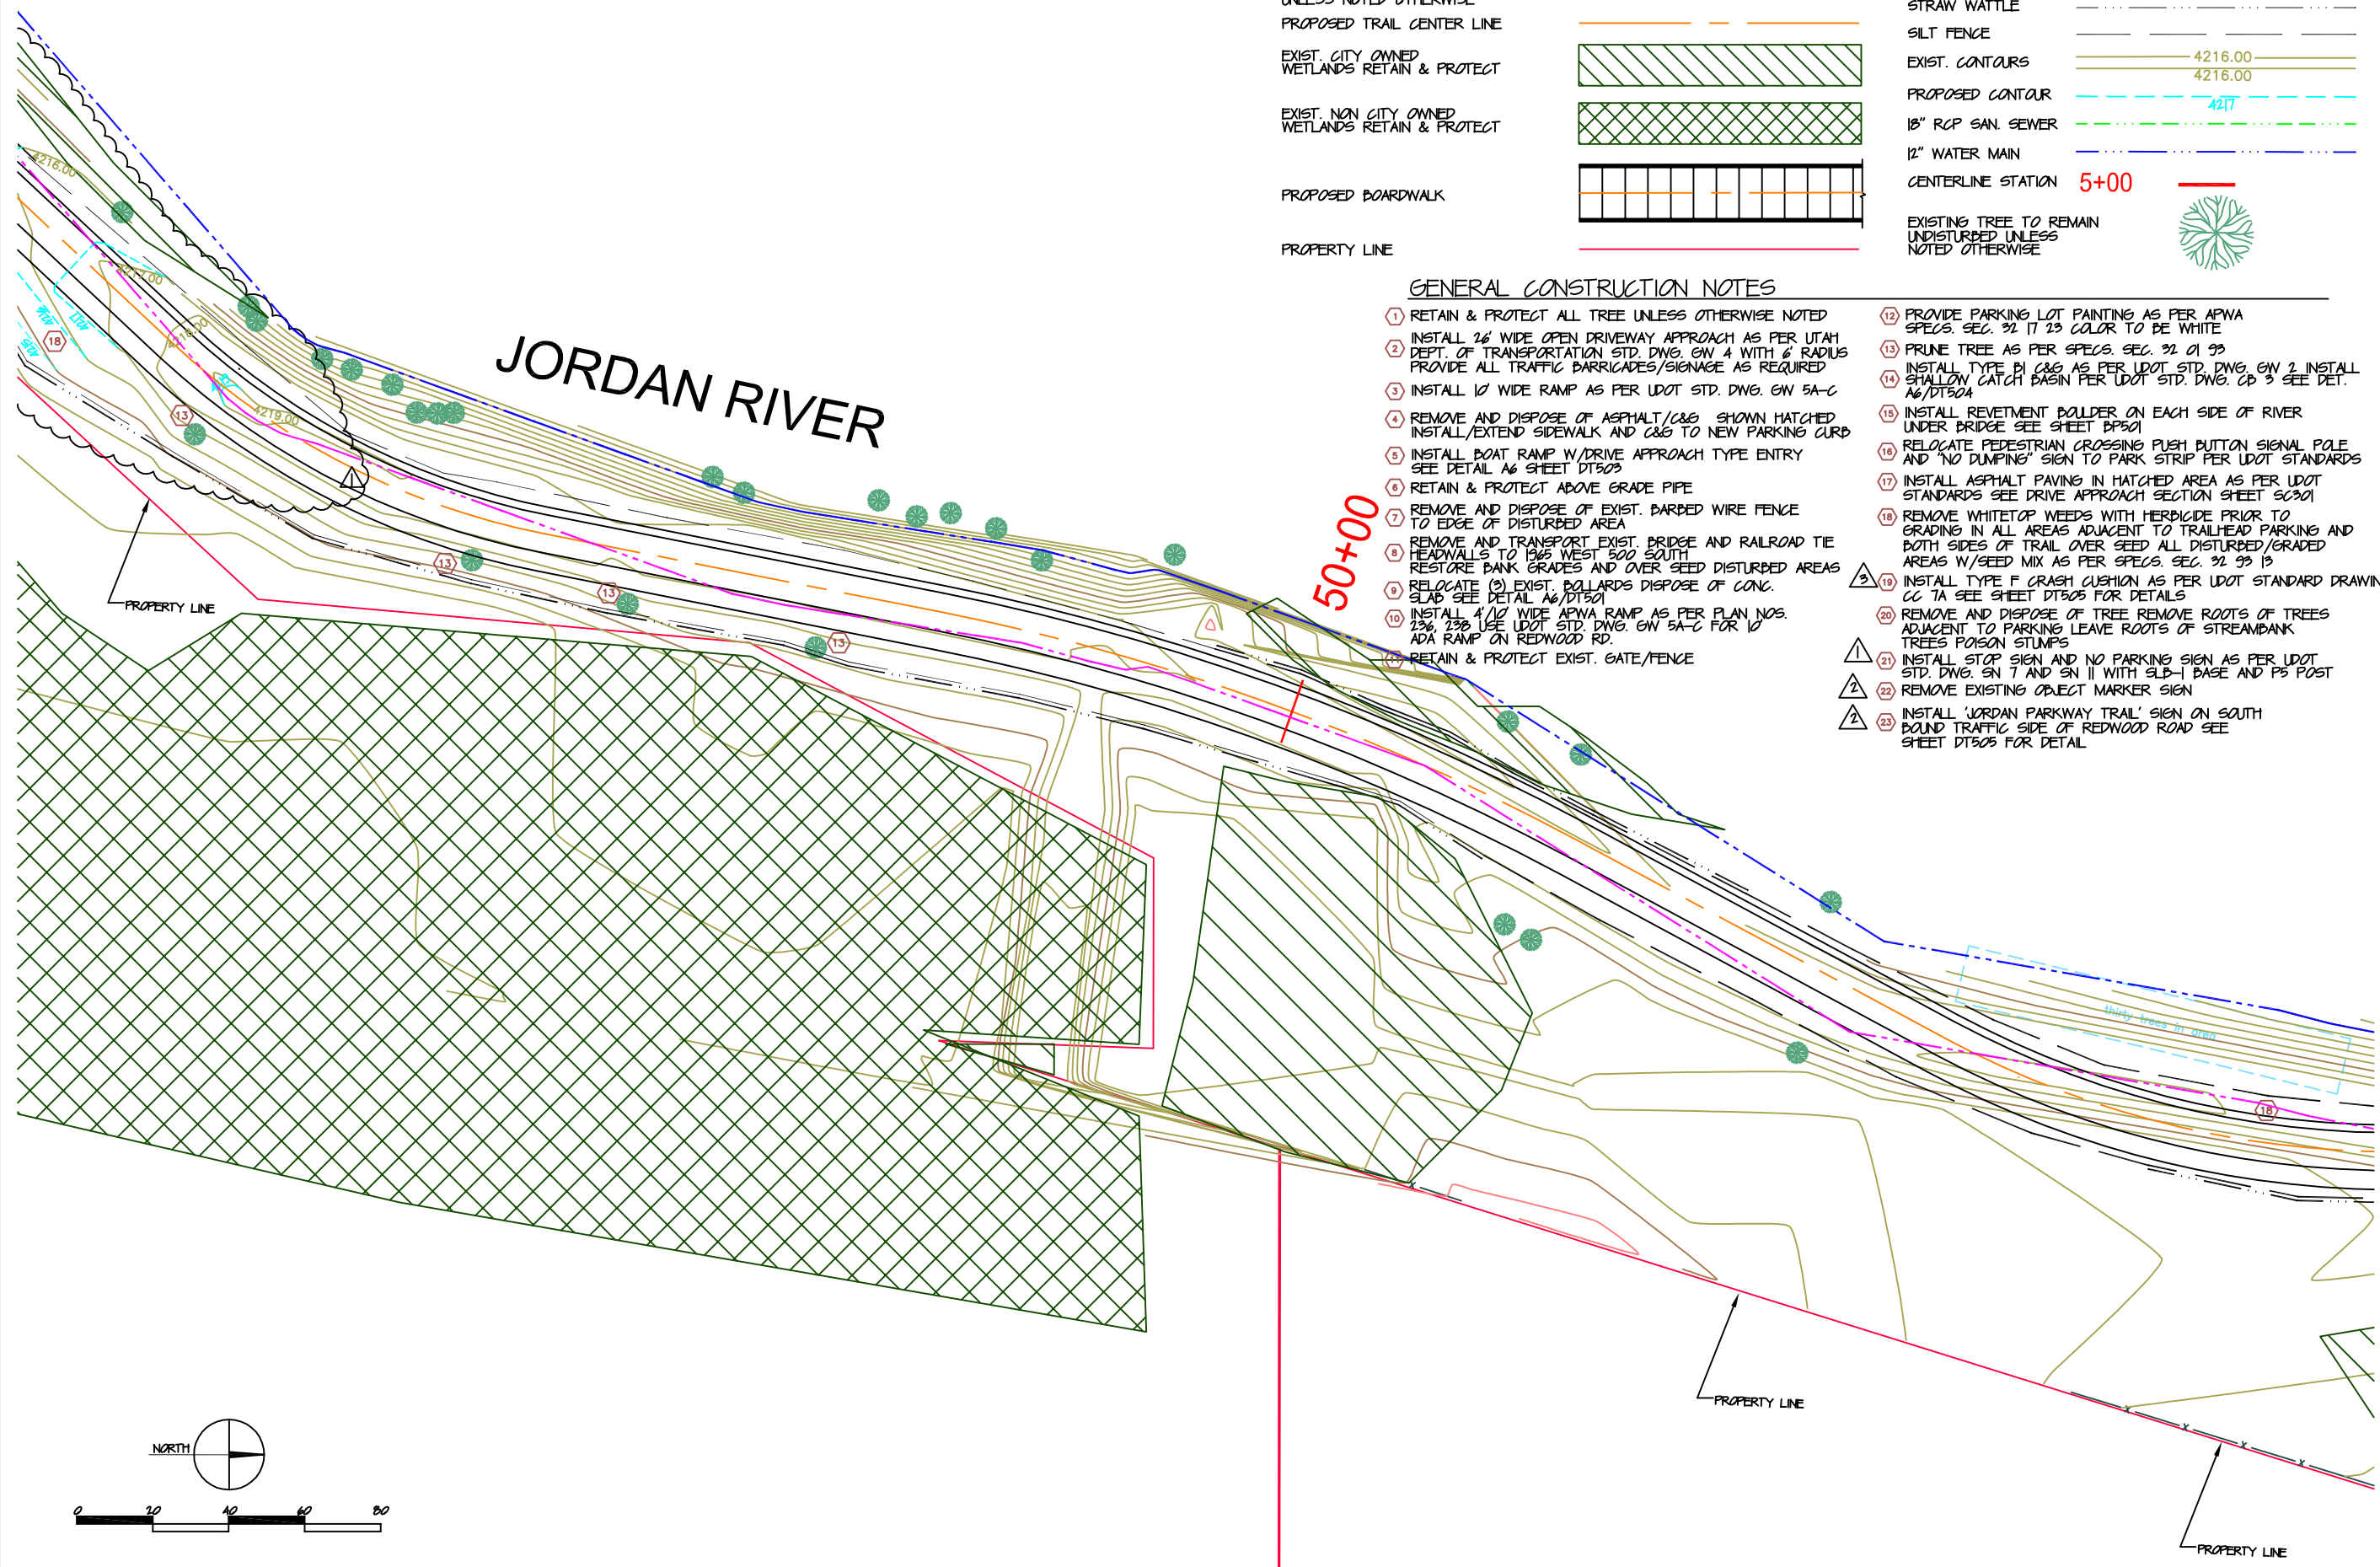 UNLESS NOTED OTHERWISE
PROPOSED TRAIL CENTER LINE
EXIST. CITY OWNED
WETLANDS RETAIN & PROTECT
EXIST. NON CITY OWNED
WETLANDS RETAIN & PROTECT
PROPOSED BOARDWALK
PROPERTY LINE
STRAW WATTLE
SILT FENCE
EXIST. CONTOURS
4216.00
4216.00
PROPOSED CONTOUR
4217
18" RCP SAN. SEWER
12" WATER MAIN
CENTERLINE STATION
5+00
EXISTING TREE TO REMAIN
UNDISTURBED UNLESS
NOTED OTHERWISE
GENERAL CONSTRUCTION NOTES
1 RETAIN & PROTECT ALL TREE UNLESS OTHERWISE NOTED
2 INSTALL 26' WIDE OPEN DRIVEWAY APPROACH AS PER UTAH
DEPT. OF TRANSPORTATION STD. DWG. GW 4 WITH 6' RADIUS
PROVIDE ALL TRAFFIC BARRICADES/SIGNAGE AS REQUIRED
3 INSTALL 10' WIDE RAMP AS PER UDOT STD. DWG. GW 5A-C
4 REMOVE AND DISPOSE OF ASPHALT/C&G SHOWN HATCHED
INSTALL/EXTEND SIDEWALK AND C&G TO NEW PARKING CURB
5 INSTALL BOAT RAMP W/DRIVE APPROACH TYPE ENTRY
SEE DETAIL A6 SHEET DT503
6 RETAIN & PROTECT ABOVE GRADE PIPE
7 REMOVE AND DISPOSE OF EXIST. BARBED WIRE FENCE
TO EDGE OF DISTURBED AREA
8 REMOVE AND TRANSPORT EXIST. BRIDGE AND RAILROAD TIE
HEADWALLS TO 1965 WEST 500 SOUTH
RESTORE BANK GRADES AND OVER SEED DISTURBED AREAS
9 RELOCATE (3) EXIST. BOLLARDS DISPOSE OF CONC.
SLAB SEE DETAIL A6/DT501
10 INSTALL 4'/10' WIDE APWA RAMP AS PER PLAN NOS.
236, 238 USE UDOT STD. DWG. GW 5A-C FOR 10'
ADA RAMP ON REDWOOD RD.
11 RETAIN & PROTECT EXIST. GATE/FENCE
12 PROVIDE PARKING LOT PAINTING AS PER APWA
SPECS. SEC. 32 17 23 COLOR TO BE WHITE
13 PRUNE TREE AS PER SPECS. SEC. 32 01 93
14 INSTALL TYPE B1 C&G AS PER UDOT STD. DWG. GW 2 INSTALL
SHALLOW CATCH BASIN PER UDOT STD. DWG. CB 3 SEE DET.
A6/DT504
15 INSTALL REVETMENT BOULDER ON EACH SIDE OF RIVER
UNDER BRIDGE SEE SHEET BP501
16 RELOCATE PEDESTRIAN CROSSING PUSH BUTTON SIGNAL POLE
AND "NO DUMPING" SIGN TO PARK STRIP PER UDOT STANDARDS
17 INSTALL ASPHALT PAVING IN HATCHED AREA AS PER UDOT
STANDARDS SEE DRIVE APPROACH SECTION SHEET SC301
18 REMOVE WHITETOP WEEDS WITH HERBICIDE PRIOR TO
GRADING IN ALL AREAS ADJACENT TO TRAILHEAD PARKING AND
BOTH SIDES OF TRAIL OVER SEED ALL DISTURBED/GRADED
AREAS W/SEED MIX AS PER SPECS. SEC. 32 93 13
3 19 INSTALL TYPE F CRASH CUSHION AS PER UDOT STANDARD DRAWIN
CC 7A SEE SHEET DT505 FOR DETAILS
20 REMOVE AND DISPOSE OF TREE REMOVE ROOTS OF TREES
ADJACENT TO PARKING LEAVE ROOTS OF STREAMBANK
TREES POISON STUMPS
1 21 INSTALL STOP SIGN AND NO PARKING SIGN AS PER UDOT
STD. DWG. SN 7 AND SN 11 WITH SLB-1 BASE AND P5 POST
2 22 REMOVE EXISTING OBJECT MARKER SIGN
2 23 INSTALL 'JORDAN PARKWAY TRAIL' SIGN ON SOUTH
BOUND TRAFFIC SIDE OF REDWOOD ROAD SEE
SHEET DT505 FOR DETAIL
JORDAN RIVER
50+00
4216.00
4217
18
13
4219.00
1
13
13
13
PROPERTY LINE
thirty trees in area
18
PROPERTY LINE
PROPERTY LINE
NORTH
0 20 40 60 80